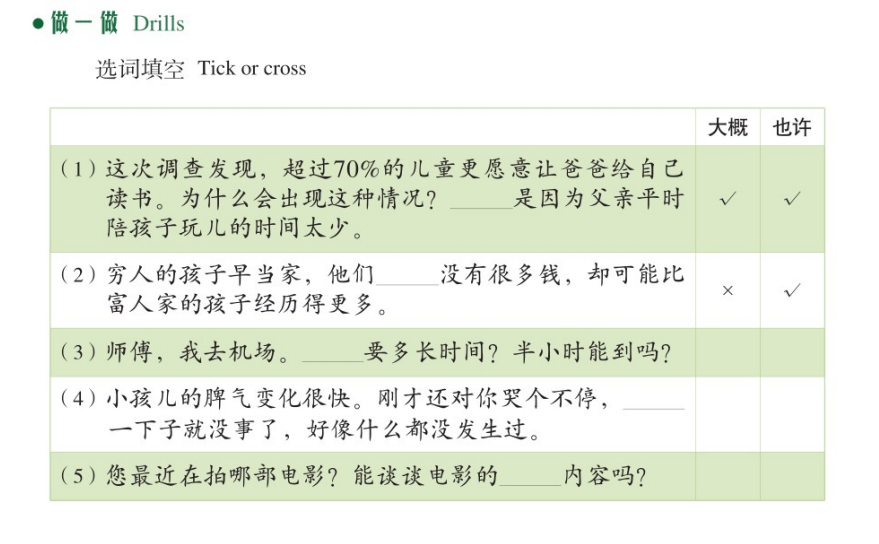 ● 做一做 Drills
选词填空 Tick or cross
大概 也许
（1）这次调查发现，超过70%的儿童更愿意让爸爸给自己
读书。为什么会出现这种情况？_____是因为父亲平时 √ √
陪孩子玩儿的时间太少。
（2）穷人的孩子早当家，他们_____没有很多钱，却可能比
富人家的孩子经历得更多。 × √
（3）师傅，我去机场。_____要多长时间？半小时能到吗？
（4）小孩儿的脾气变化很快。刚才还对你哭个不停，_____
一下子就没事了，好像什么都没发生过。
（5）您最近在拍哪部电影？能谈谈电影的_____内容吗？